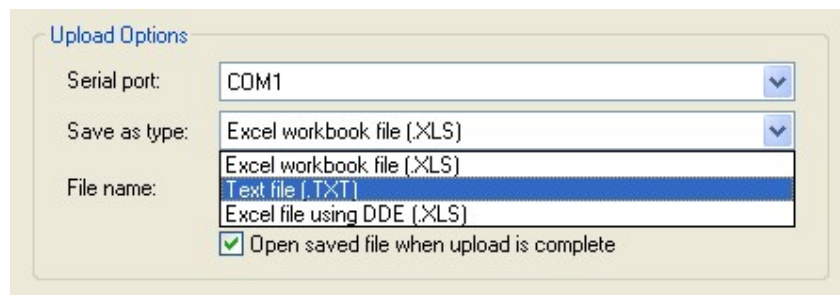 Upload Options
Serial port: COM1
Save as type: Excel workbook file (.XLS)
Excel workbook file (.XLS)
File name: Text file (.TXT)
Excel file using DDE (.XLS)
Open saved file when upload is complete